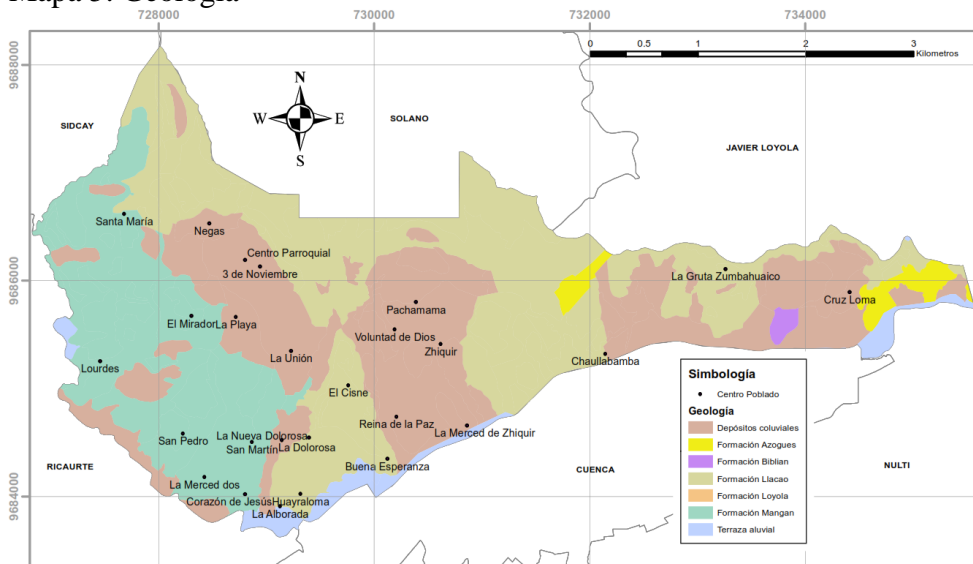 Mapa 5: Geología
728000
730000
732000
734000
9688000
9686000
9684000
0 0.5 1 2 3
Kilometros
N
W E
S
SIDCAY
SOLANO
JAVIER LOYOLA
RICAURTE
CUENCA
NULTI
Santa María
Negas
Centro Parroquial
3 de Noviembre
La Gruta Zumbahuaico
Cruz Loma
Pachamama
El Mirador
La Playa
Voluntad de Dios
Zhiquir
La Unión
Chaullabamba
Lourdes
El Cisne
Reina de la Paz
La Merced de Zhiquir
San Pedro
La Nueva Dolorosa
San Martín
La Dolorosa
Buena Esperanza
La Merced dos
Corazón de Jesús
Huayraloma
La Alborada
Simbología
Centro Poblado
Geología
Depósitos coluviales
Formación Azogues
Formación Biblian
Formación Llacao
Formación Loyola
Formación Mangan
Terraza aluvial